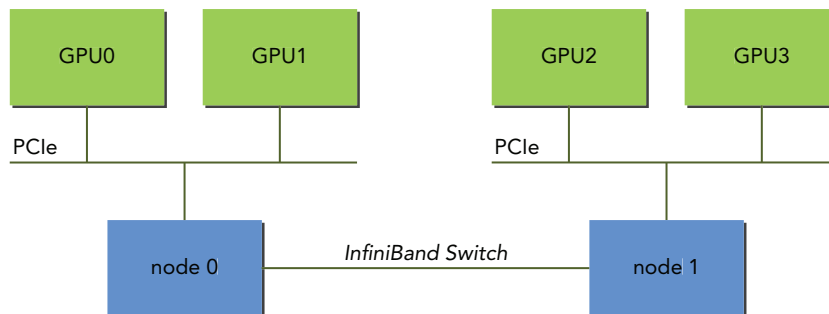 GPU0
GPU1
GPU2
GPU3
PCIe
PCIe
node 0
InfiniBand Switch
node 1